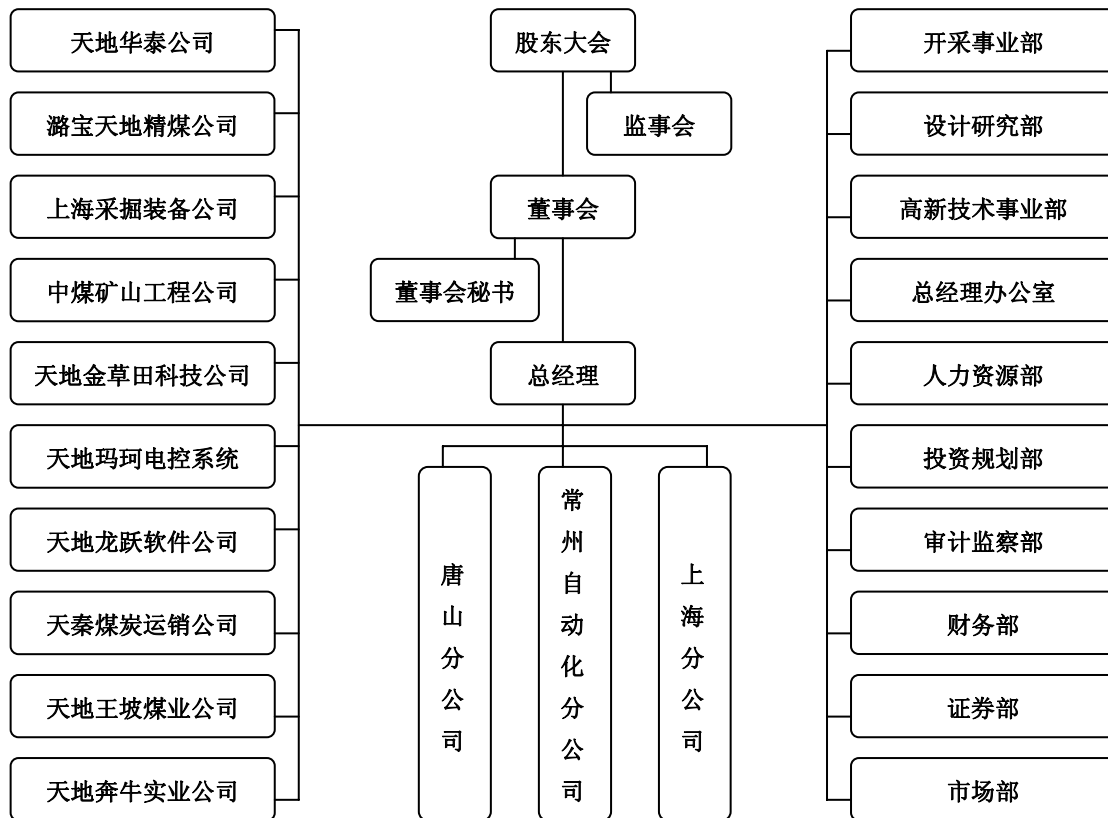 天地华泰公司
潞宝天地精煤公司
上海采掘装备公司
中煤矿山工程公司
天地金草田科技公司
天地玛珂电控系统
天地龙跃软件公司
天秦煤炭运销公司
天地王坡煤业公司
天地奔牛实业公司
股东大会
监事会
董事会
董事会秘书
总经理
唐山分公司
常州自动化分公司
上海分公司
开采事业部
设计研究部
高新技术事业部
总经理办公室
人力资源部
投资规划部
审计监察部
财务部
证券部
市场部